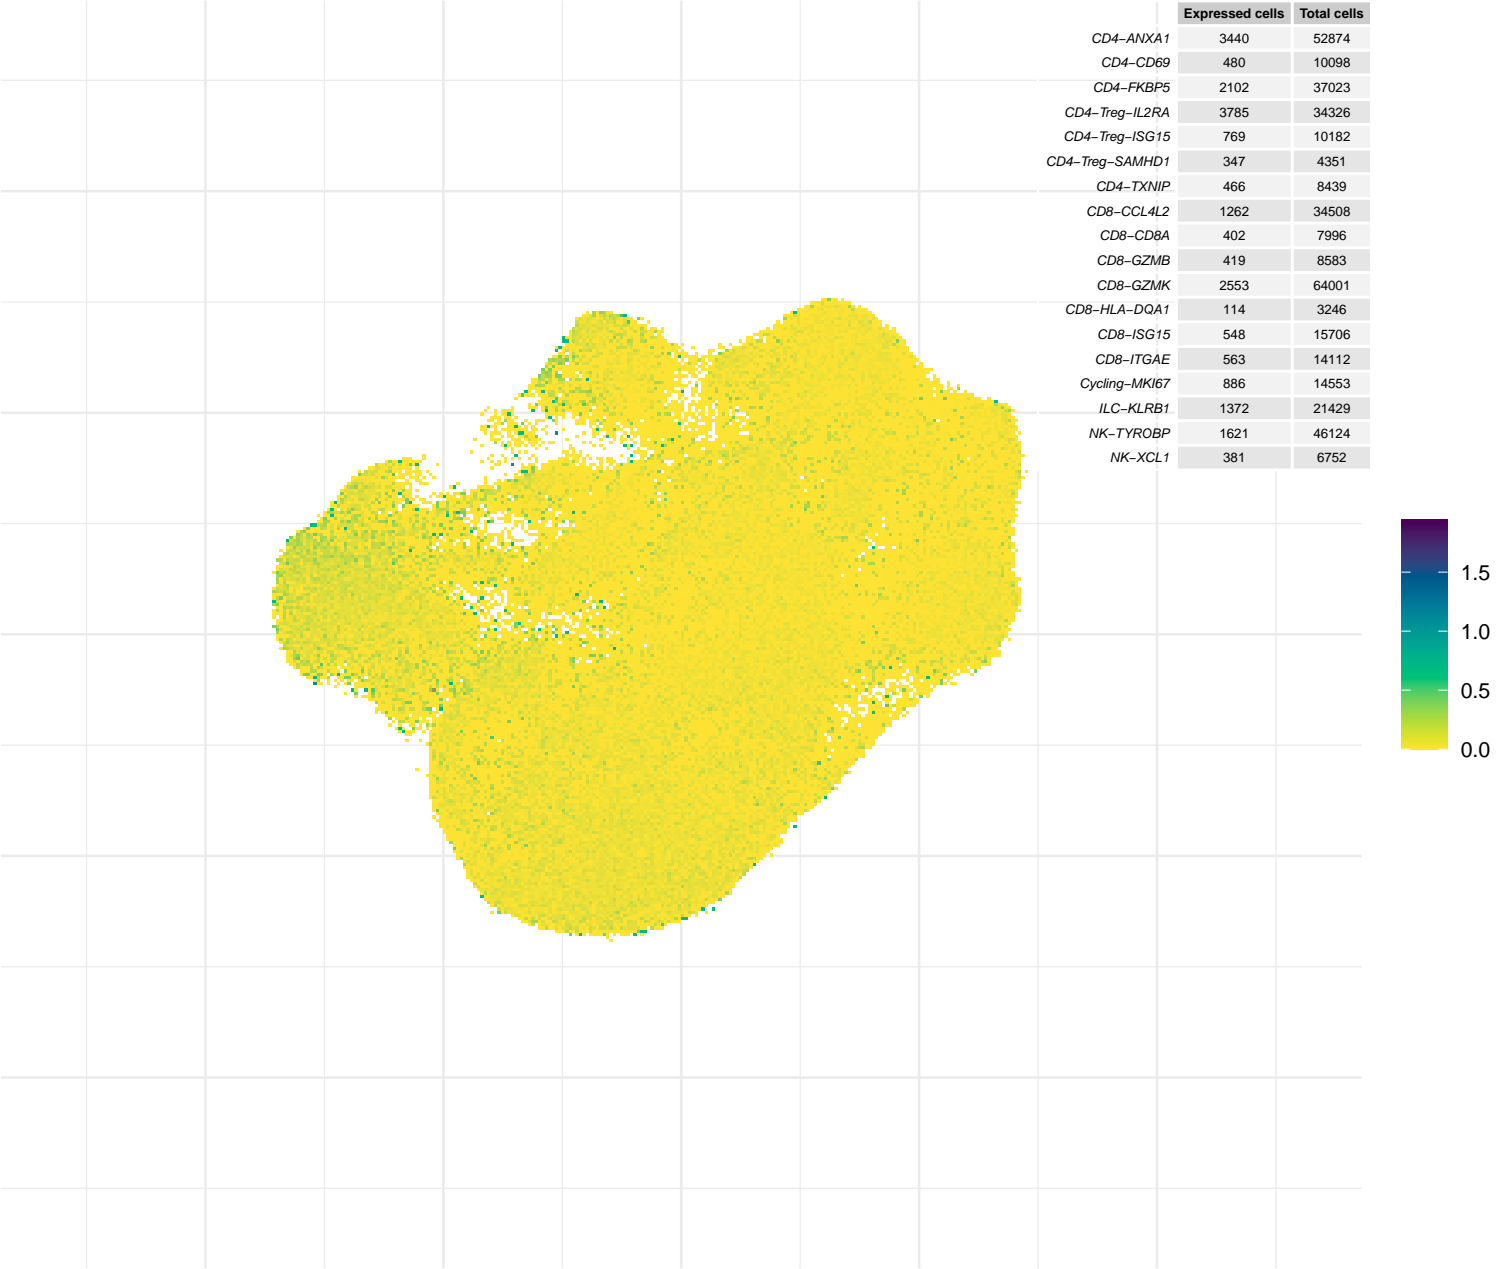 Expressed cells Total cells
CD4−ANXA1 3440 52874
CD4−CD69 480 10098
CD4−FKBP5 2102 37023
CD4−Treg−IL2RA 3785 34326
CD4−Treg−ISG15 769 10182
CD4−Treg−SAMHD1 347 4351
CD4−TXNIP 466 8439
CD8−CCL4L2 1262 34508
CD8−CD8A 402 7996
CD8−GZMB 419 8583
CD8−GZMK 2553 64001
CD8−HLA−DQA1 114 3246
CD8−ISG15 548 15706
CD8−ITGAE 563 14112
Cycling−MKI67 886 14553
ILC−KLRB1 1372 21429
NK−TYROBP 1621 46124
NK−XCL1 381 6752
1.5
1.0
0.5
0.0